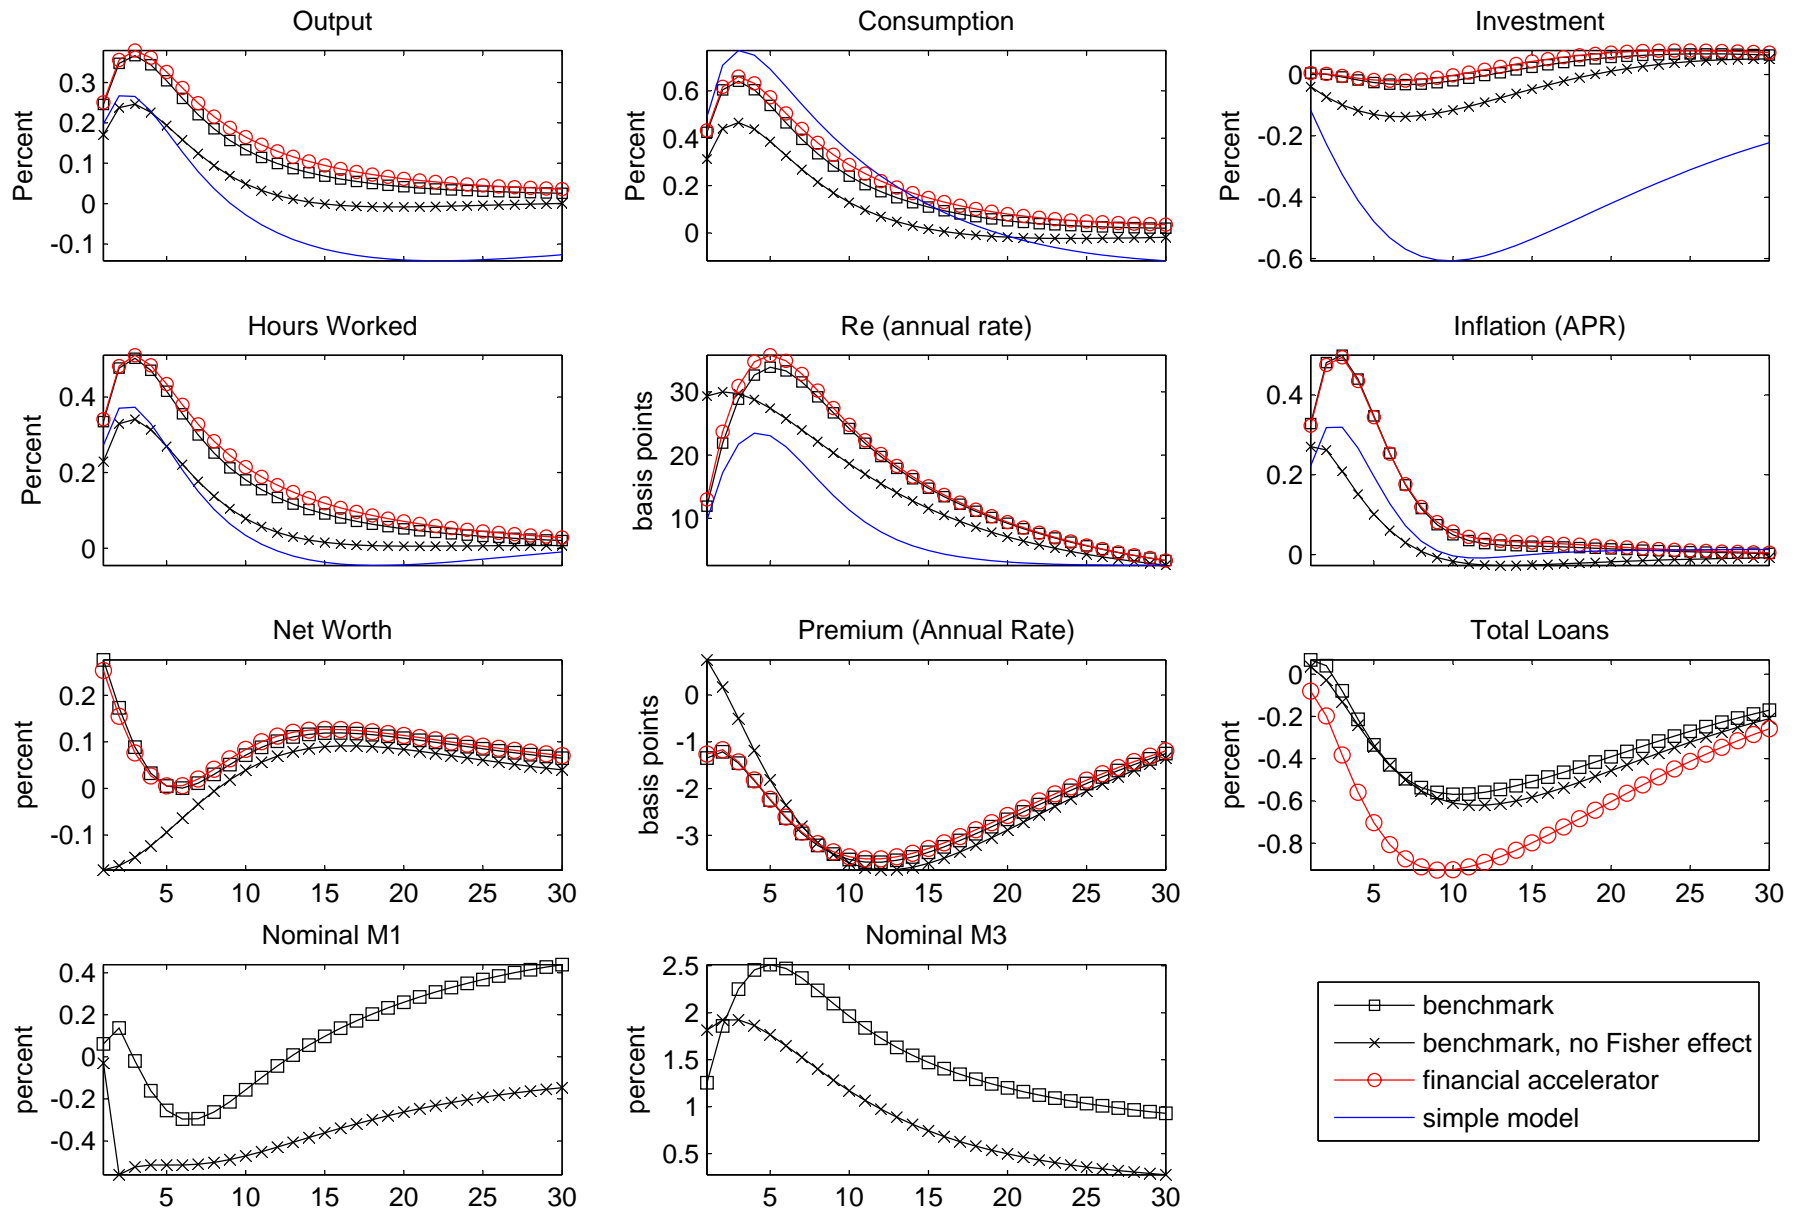 Output
Percent
0.3
0.2
0.1
0
-0.1
Consumption
Percent
0.6
0.4
0.2
0
Investment
Percent
0
-0.2
-0.4
-0.6
Hours Worked
Percent
0.4
0.2
0
Re (annual rate)
basis points
30
20
10
Inflation (APR)
0.4
0.2
0
Net Worth
percent
0.2
0.1
0
-0.1
5 10 15 20 25 30
Premium (Annual Rate)
basis points
0
-1
-2
-3
5 10 15 20 25 30
Total Loans
percent
0
-0.2
-0.4
-0.6
-0.8
5 10 15 20 25 30
Nominal M1
percent
0.4
0.2
0
-0.2
-0.4
5 10 15 20 25 30
Nominal M3
percent
2.5
2
1.5
1
0.5
5 10 15 20 25 30
benchmark
benchmark, no Fisher effect
financial accelerator
simple model